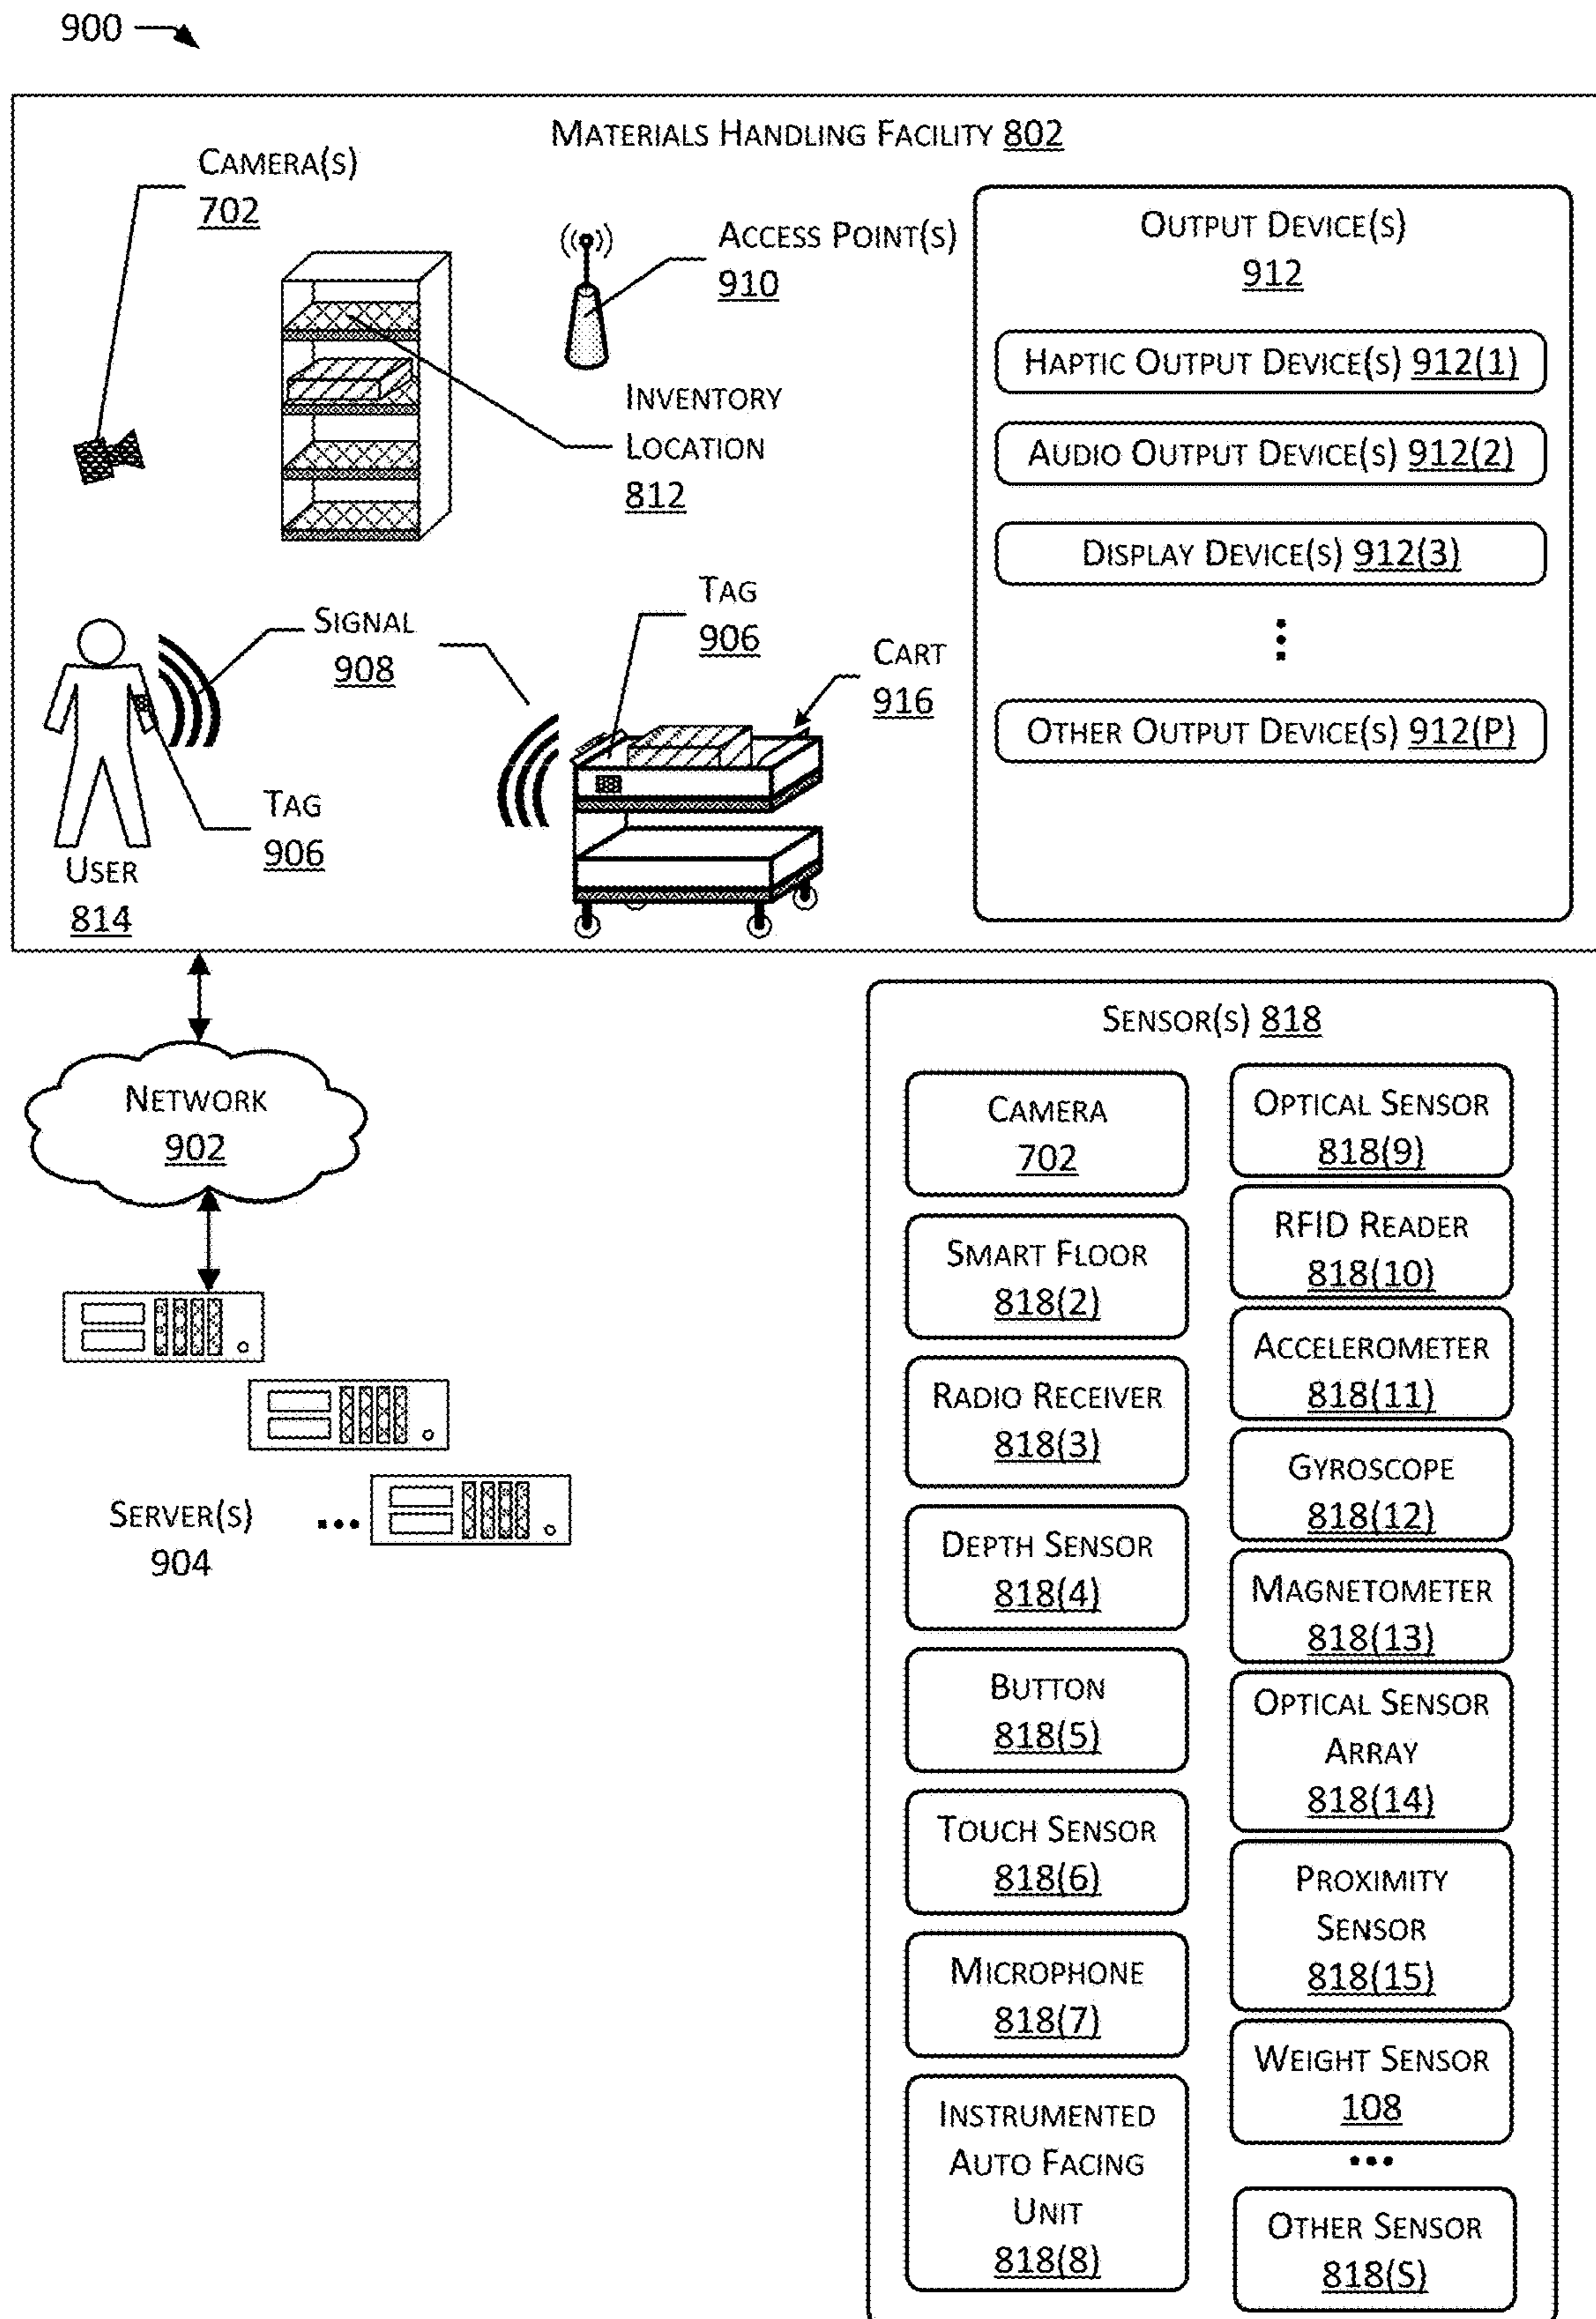 900
MATERIALS HANDLING FACILITY 802
CAMERA(S)
702
ACCESS POINT(S)
910
INVENTORY
LOCATION
812
OUTPUT DEVICE(S)
912
HAPTIC OUTPUT DEVICE(S) 912(1)
AUDIO OUTPUT DEVICE(S) 912(2)
DISPLAY DEVICE(S) 912(3)
OTHER OUTPUT DEVICE(S) 912(P)
SIGNAL
908
TAG
906
CART
916
TAG
906
USER
814
NETWORK
902
SERVER(S)
904
SENSOR(S) 818
CAMERA
702
SMART FLOOR
818(2)
RADIO RECEIVER
818(3)
DEPTH SENSOR
818(4)
BUTTON
818(5)
TOUCH SENSOR
818(6)
MICROPHONE
818(7)
INSTRUMENTED
AUTO FACING
UNIT
818(8)
OPTICAL SENSOR
818(9)
RFID READER
818(10)
ACCELEROMETER
818(11)
GYROSCOPE
818(12)
MAGNETOMETER
818(13)
OPTICAL SENSOR
ARRAY
818(14)
PROXIMITY
SENSOR
818(15)
WEIGHT SENSOR
108
OTHER SENSOR
818(S)